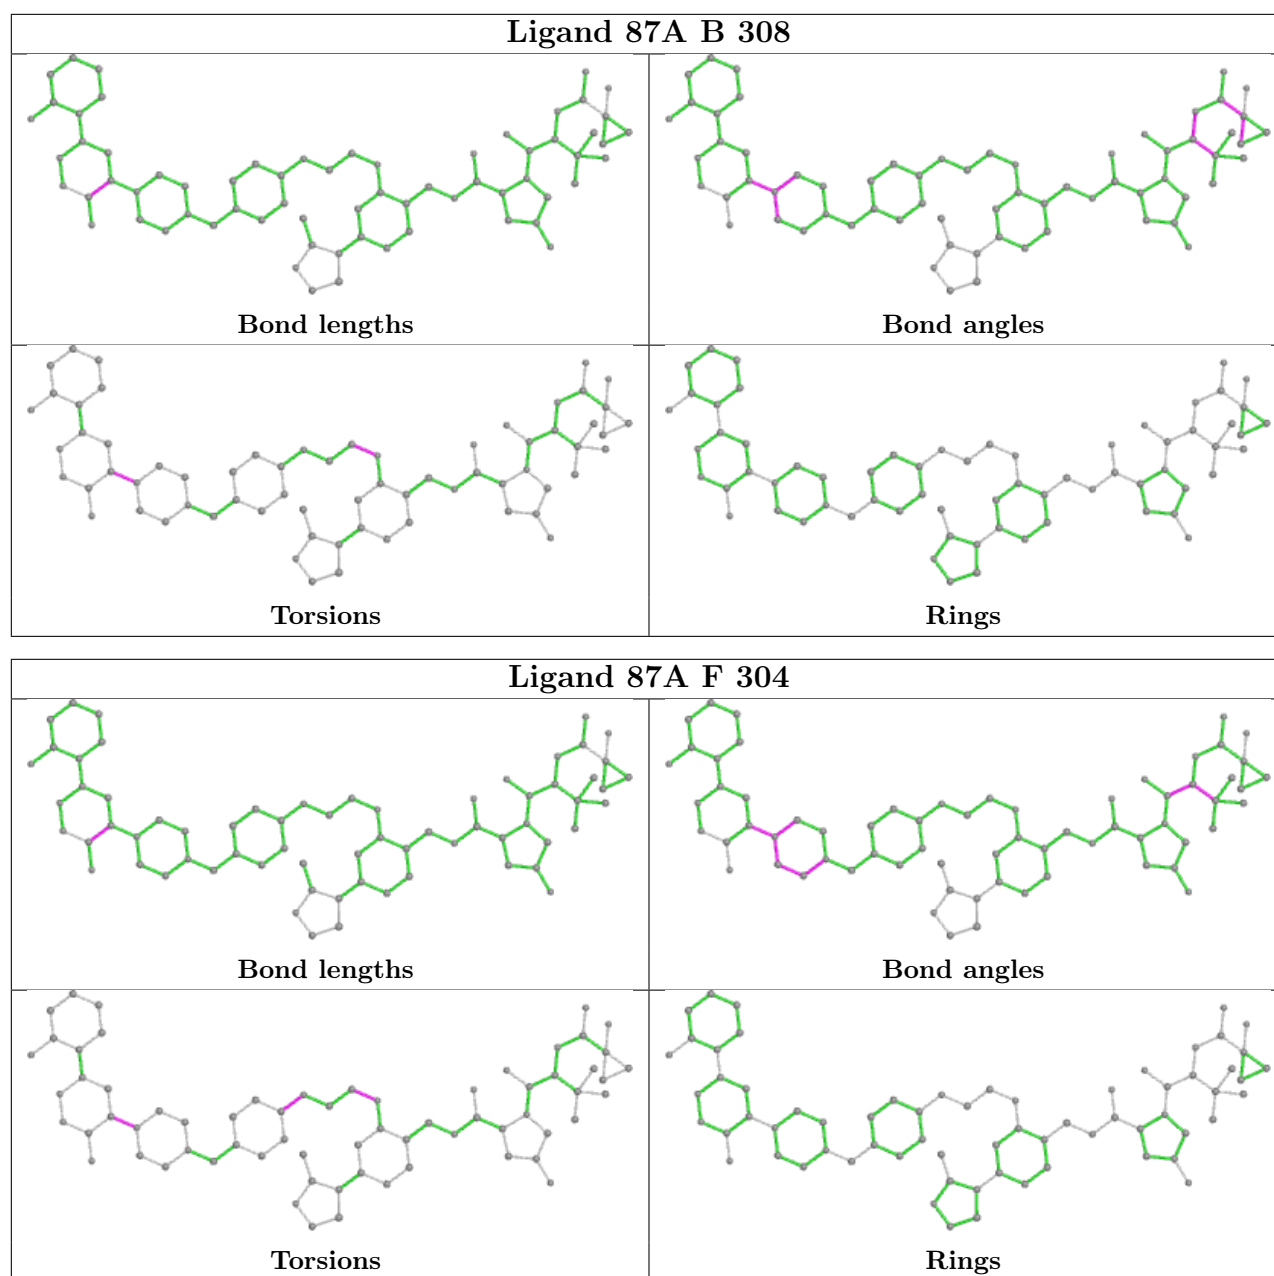 Ligand 87A B 308
Bond lengths
Bond angles
Torsions
Rings
Ligand 87A F 304
Bond lengths
Bond angles
Torsions
Rings